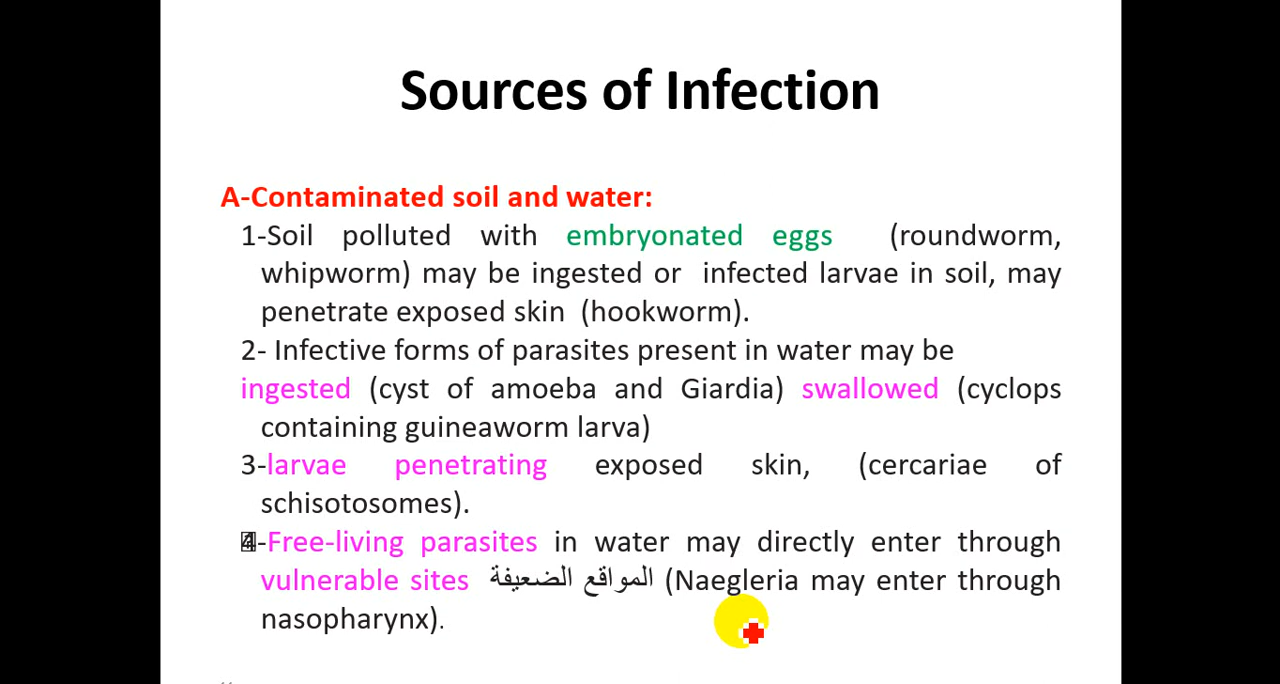 Sources of Infection
A-Contaminated soil and water:
1-Soil polluted with embryonated eggs (roundworm,
whipworm) may be ingested or infected larvae in soil, may
penetrate exposed skin (hookworm).
2- Infective forms of parasites present in water may be
ingested (cyst of amoeba and Giardia) swallowed (cyclops
containing guineaworm larva)
3-larvae penetrating exposed skin, (cercariae of
schisotosomes).
4-Free-living parasites in water may directly enter through
vulnerable sites المواقع الضعيفة (Naegleria may enter through
nasopharynx).